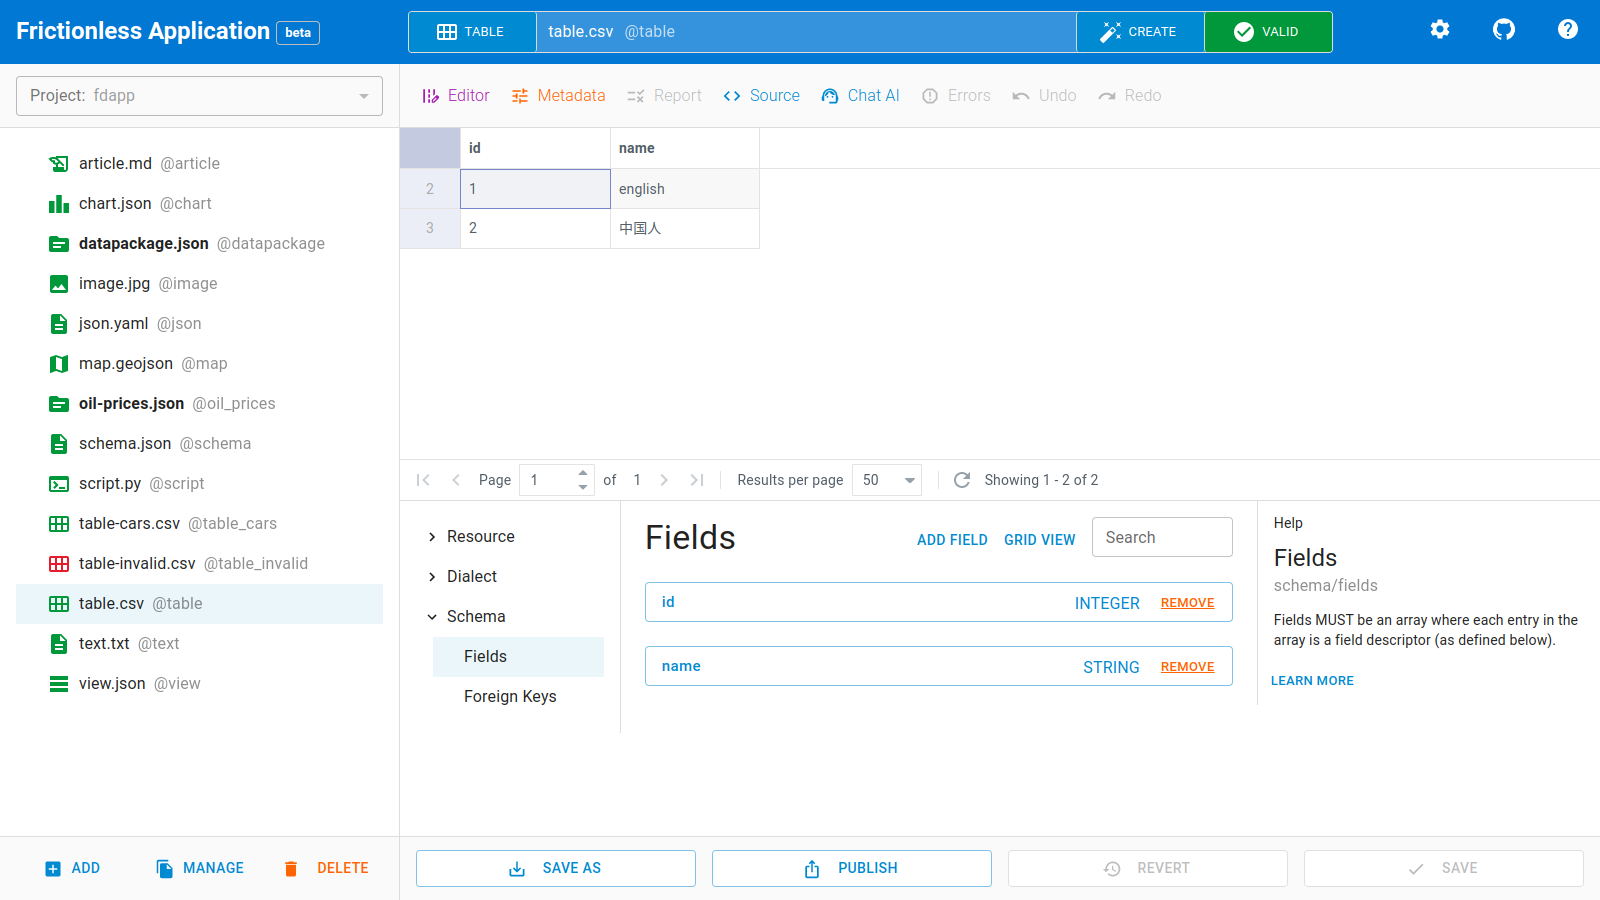 Frictionless Application beta
TABLE table.csv @table CREATE VALID
Project: fdapp
Editor Metadata Report Source Chat AI Errors Undo Redo
article.md @article
chart.json @chart
datapackage.json @datapackage
image.jpg @image
json.yaml @json
map.geojson @map
oil-prices.json @oil_prices
schema.json @schema
script.py @script
table-cars.csv @table_cars
table-invalid.csv @table_invalid
table.csv @table
text.txt @text
view.json @view
id name
2 1 english
3 2 中国人
Page 1 of 1 Results per page 50 Showing 1 - 2 of 2
Resource
Dialect
Schema
Fields
Foreign Keys
Fields ADD FIELD GRID VIEW Search
id INTEGER REMOVE
name STRING REMOVE
Help
Fields
schema/fields
Fields MUST be an array where each entry in the
array is a field descriptor (as defined below).
LEARN MORE
ADD MANAGE DELETE
SAVE AS PUBLISH REVERT SAVE